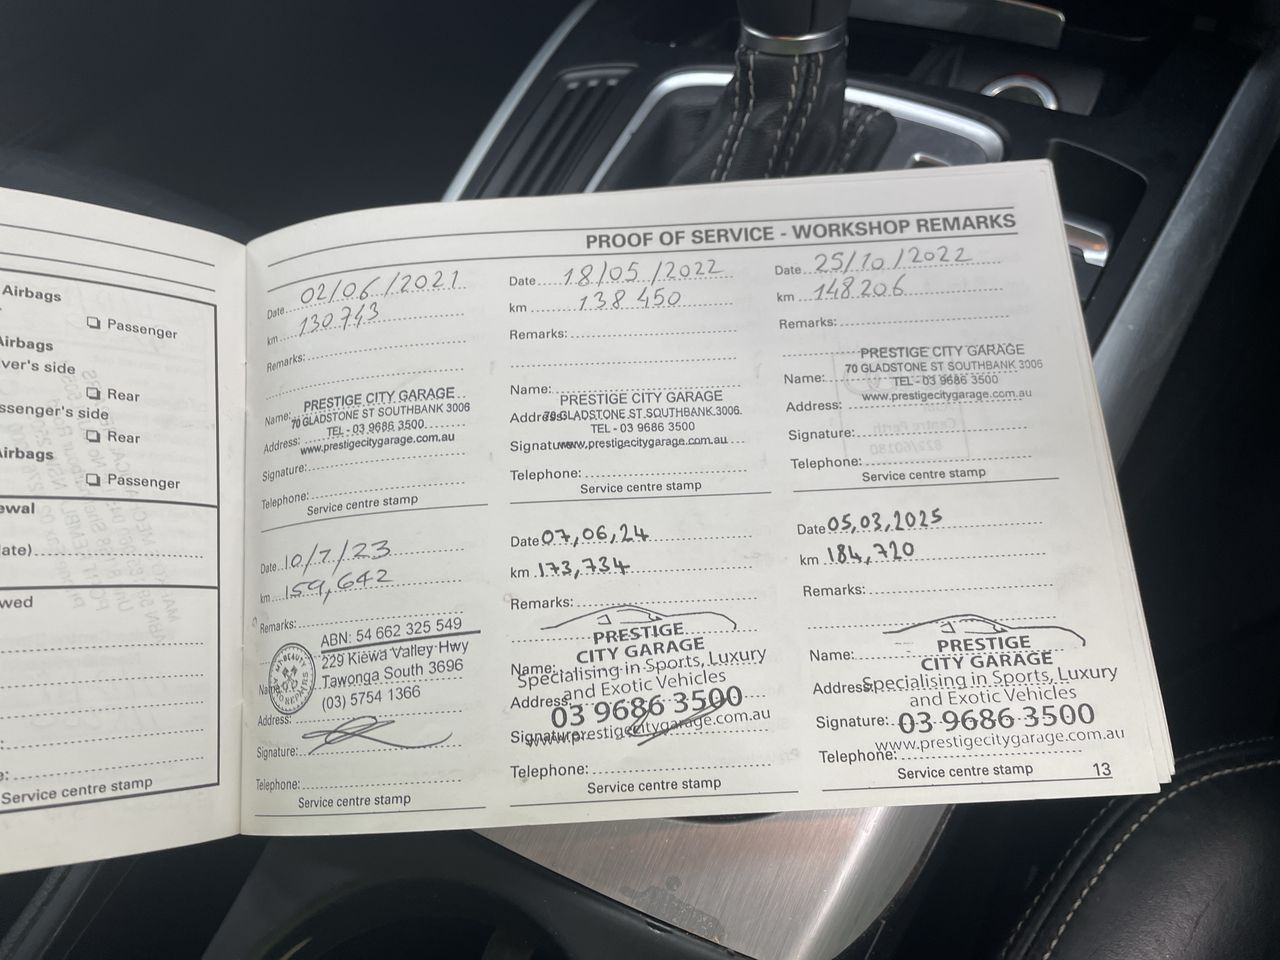 Airbags
Passenger
Airbags
ver's side
Rear
ssenger's side
Rear
Airbags
Passenger
ewal
late)
wed
Service centre stamp
PROOF OF SERVICE - WORKSHOP REMARKS
Date 02/06/2021
km 130743
Remarks:
Name: PRESTIGE CITY GARAGE
70 GLADSTONE ST SOUTHBANK 3006
Address: TEL - 03 9686 3500
www.prestigecitygarage.com.au
Signature:
Telephone:
Service centre stamp
Date 18/05/2022
km 138450
Remarks:
Name: PRESTIGE CITY GARAGE
Address: 70 GLADSTONE ST SOUTHBANK 3006
TEL - 03 9686 3500
Signature: www.prestigecitygarage.com.au
Telephone:
Service centre stamp
Date 25/10/2022
km 148206
Remarks:
PRESTIGE CITY GARAGE
70 GLADSTONE ST SOUTHBANK 3006
Name: TEL - 03 9686 3500
www.prestigecitygarage.com.au
Address:
Signature:
Telephone:
Service centre stamp
Date 10/7/23
km 159,642
Remarks:
ABN: 54 662 325 549
229 Kiewa Valley Hwy
Name: Tawonga South 3696
(03) 5754 1366
Address:
Signature:
Telephone:
Service centre stamp
Date 07,06,24
km 173,734
Remarks:
PRESTIGE
CITY GARAGE
Name: Specialising in Sports, Luxury
and Exotic Vehicles
Address: 03 9686 3500
Signature: www.prestigecitygarage.com.au
Telephone:
Service centre stamp
Date 05,03,2025
km 184,720
Remarks:
PRESTIGE
Name: CITY GARAGE
Address: Specialising in Sports, Luxury
and Exotic Vehicles
Signature: 03 9686 3500
www.prestigecitygarage.com.au
Telephone:
Service centre stamp
13